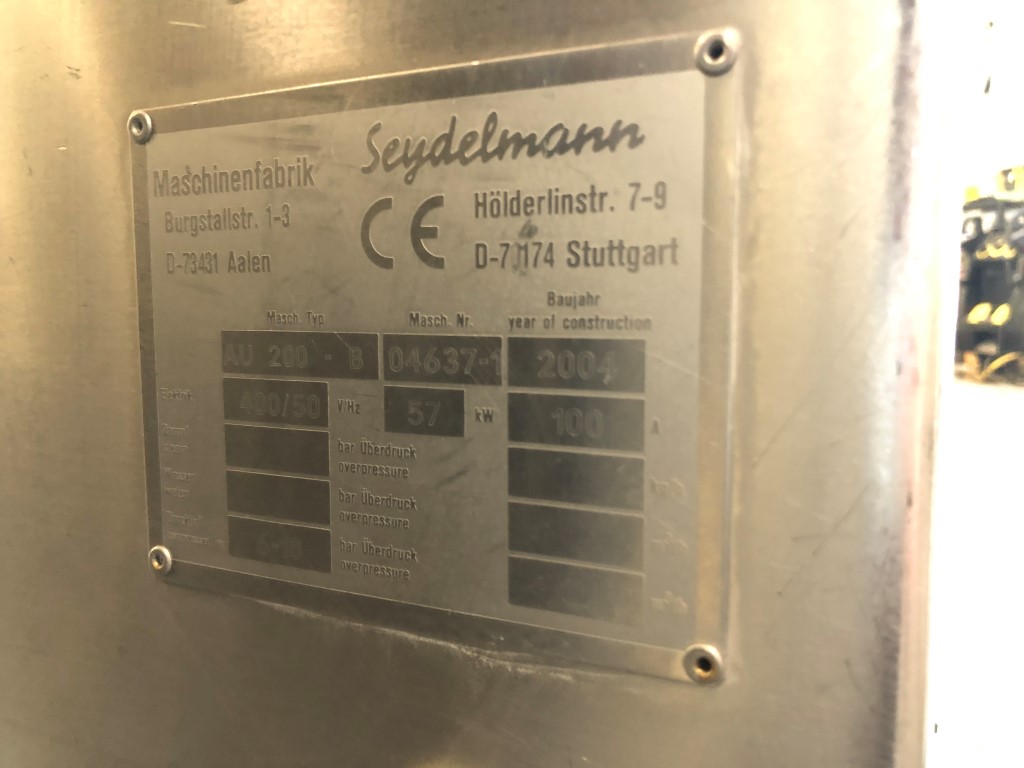 Seydelmann
Maschinenfabrik
Burgstallstr. 1-3
D-73431 Aalen
CE
Hölderlinstr. 7-9
D-70174 Stuttgart
Masch. Typ
Masch. Nr.
Baujahr
year of construction
AU 200 - B
04637-1
2004
400/50 V/Hz
57 kW
100 A
bar Überdruck
overpressure
bar Überdruck
overpressure
bar Überdruck
overpressure